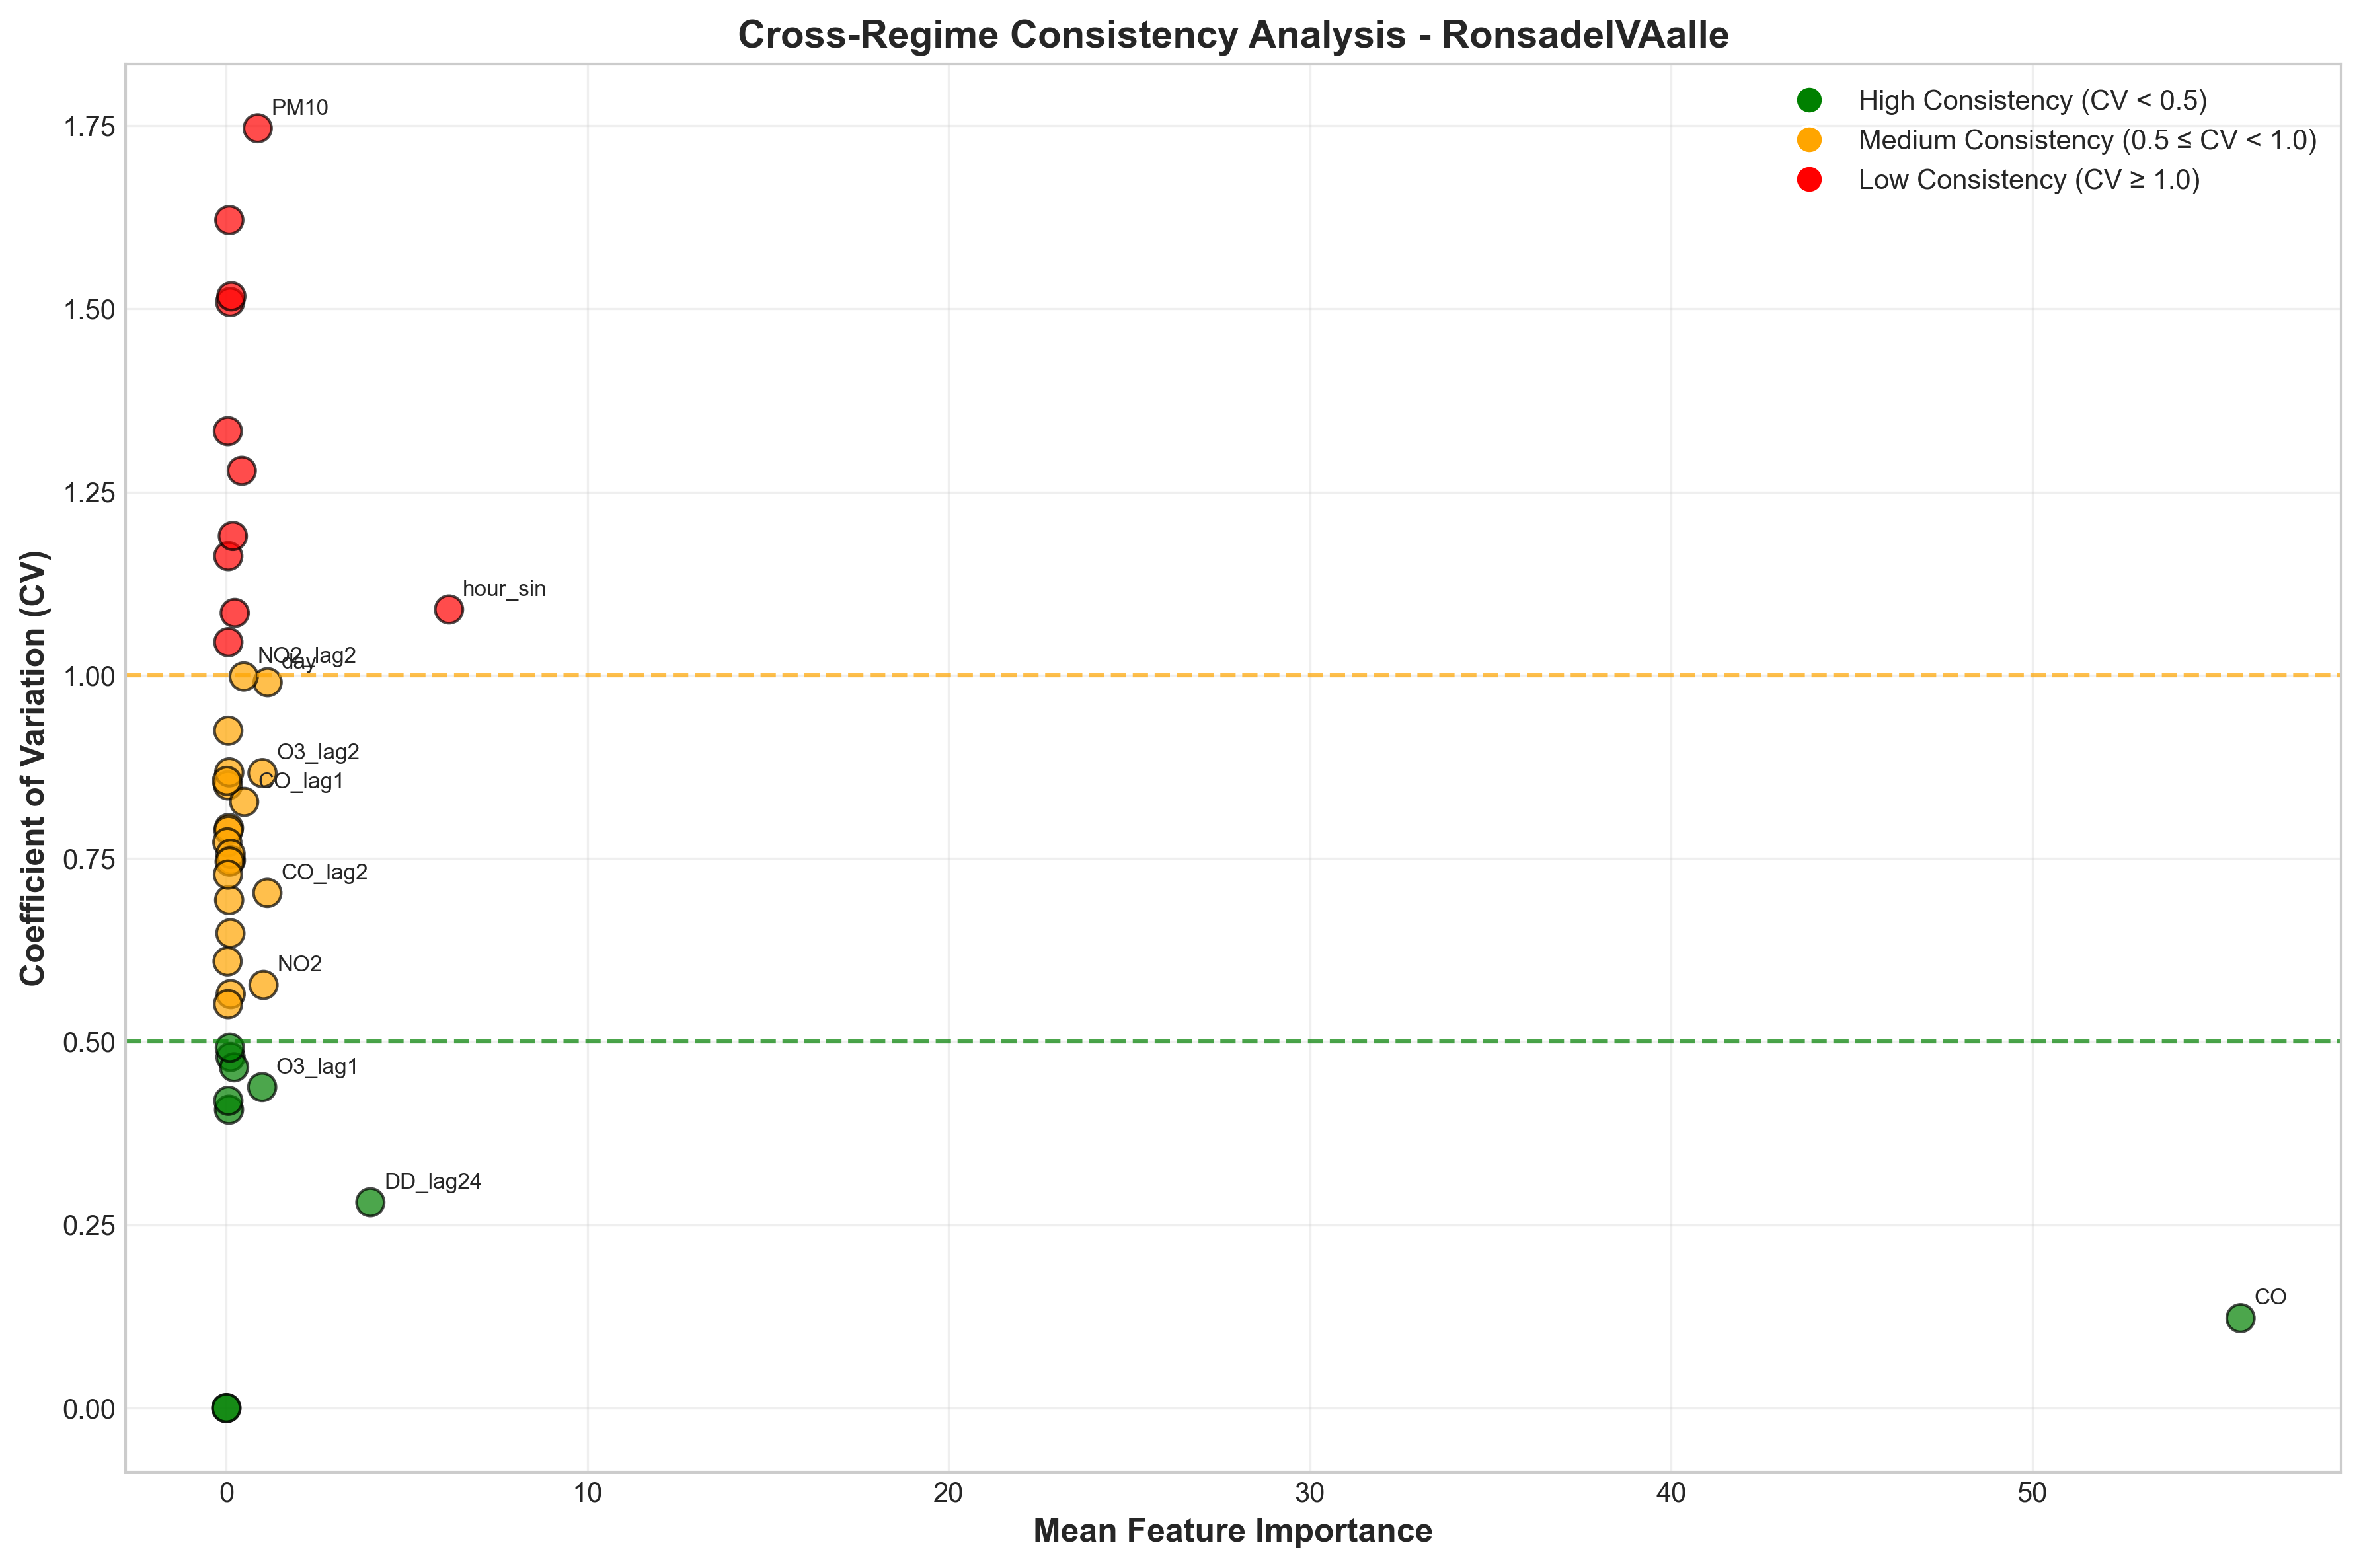 Cross-Regime Consistency Analysis - RonsadelVAalle
High Consistency (CV < 0.5)
Medium Consistency (0.5 ≤ CV < 1.0)
Low Consistency (CV ≥ 1.0)
Coefficient of Variation (CV)
1.75
1.50
1.25
1.00
0.75
0.50
0.25
0.00
PM10
hour_sin
NO2_lag2
day
O3_lag2
CO_lag1
CO_lag2
NO2
O3_lag1
DD_lag24
CO
0 10 20 30 40 50
Mean Feature Importance